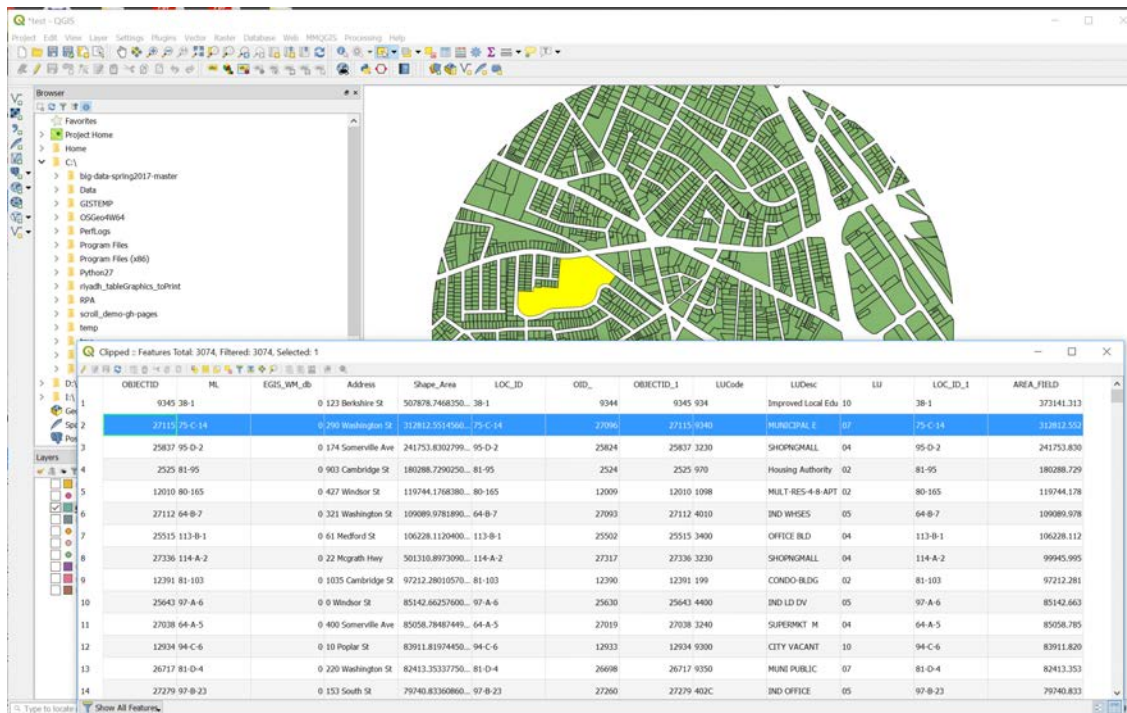 *test - QGIS
Project Edit View Layer Settings Plugins Vector Raster Database Web MMQGIS Processing Help
Browser
Favorites
Project Home
Home
C:\
big-data-spring2017-master
Data
GISTEMP
OSGeo4W64
PerfLogs
Program Files
Program Files (x86)
Python27
riyadh_tableGraphics_toPrint
RPA
scroll_demo-gh-pages
temp
D:\
I:\
Layers
Clipped :: Features Total: 3074, Filtered: 3074, Selected: 1
OBJECTID ML EGIS_WM_db Address Shape_Area LOC_ID OID_ OBJECTID_1 LUCode LUDesc LU LOC_ID_1 AREA_FIELD
1 9345 38-1 0 123 Berkshire St 507878.7468350... 38-1 9344 9345 934 Improved Local Edu 10 38-1 373141.313
2 27115 75-C-14 0 290 Washington St 312812.5514560... 75-C-14 27096 27115 9340 MUNICIPAL E 07 75-C-14 312812.552
3 25837 95-D-2 0 174 Somerville Ave 241753.8302799... 95-D-2 25824 25837 3230 SHOPNGMALL 04 95-D-2 241753.830
4 2525 81-95 0 903 Cambridge St 180288.7290250... 81-95 2524 2525 970 Housing Authority 02 81-95 180288.729
5 12010 80-165 0 427 Windsor St 119744.1768380... 80-165 12009 12010 1098 MULT-RES-4-8-APT 02 80-165 119744.178
6 27112 64-B-7 0 321 Washington St 109089.9781890... 64-B-7 27093 27112 4010 IND WHSES 05 64-B-7 109089.978
7 25515 113-B-1 0 61 Medford St 106228.1120400... 113-B-1 25502 25515 3400 OFFICE BLD 04 113-B-1 106228.112
8 27336 114-A-2 0 22 Mcgrath Hwy 501310.8973090... 114-A-2 27317 27336 3230 SHOPNGMALL 04 114-A-2 99945.995
9 12391 81-103 0 1035 Cambridge St 97212.28010570... 81-103 12390 12391 199 CONDO-BLDG 02 81-103 97212.281
10 25643 97-A-6 0 0 Windsor St 85142.66257600... 97-A-6 25630 25643 4400 IND LD DV 05 97-A-6 85142.663
11 27038 64-A-5 0 400 Somerville Ave 85058.78487449... 64-A-5 27019 27038 3240 SUPERMKT M 04 64-A-5 85058.785
12 12934 94-C-6 0 10 Poplar St 83911.81974450... 94-C-6 12933 12934 9300 CITY VACANT 10 94-C-6 83911.820
13 26717 81-D-4 0 220 Washington St 82413.35337750... 81-D-4 26698 26717 9350 MUNI PUBLIC 07 81-D-4 82413.353
14 27279 97-B-23 0 153 South St 79740.83360860... 97-B-23 27260 27279 402C IND OFFICE 05 97-B-23 79740.833
Type to locate
Show All Features